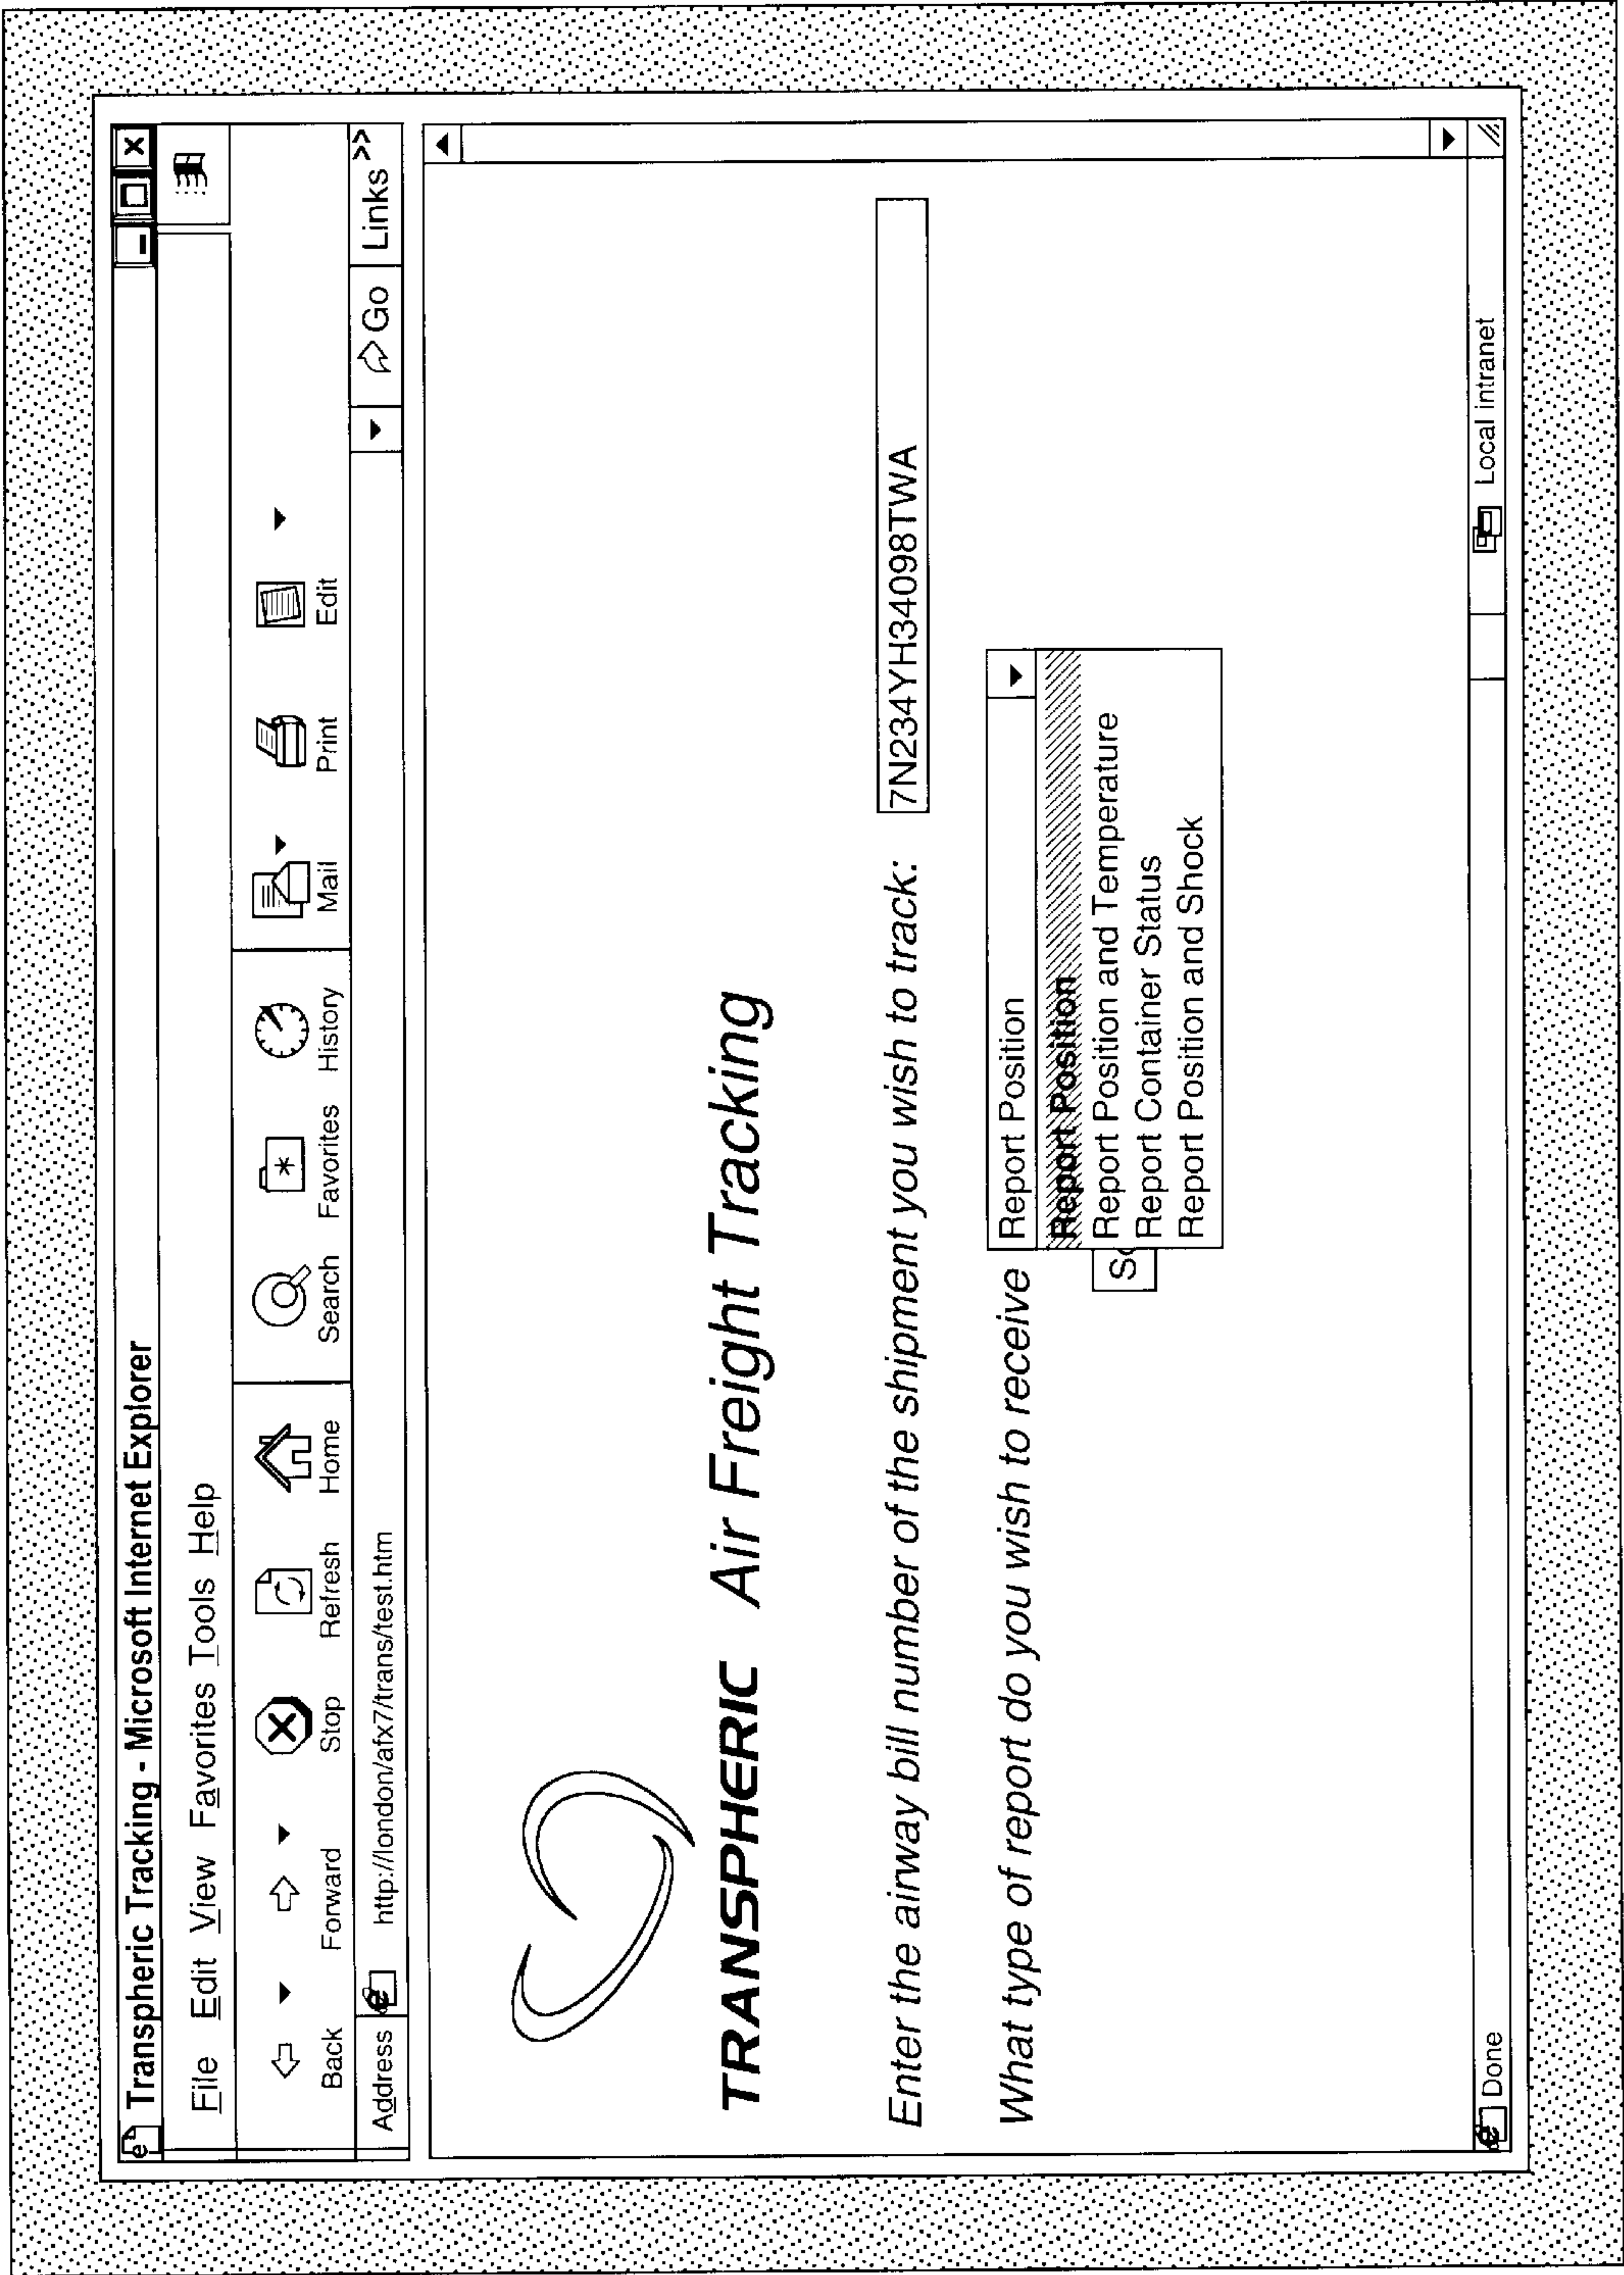 Transpheric Tracking - Microsoft Internet Explorer
File Edit View Favorites Tools Help
Back Forward Stop Refresh Home Search Favorites History Mail Print Edit
Address http://london/afx7/trans/test.htm Go Links >>
TRANSPHERIC Air Freight Tracking
Enter the airway bill number of the shipment you wish to track: 7N234YH34098TWA
What type of report do you wish to receive Report Position
Report Position
Report Position and Temperature
Report Container Status
Report Position and Shock
Done Local intranet